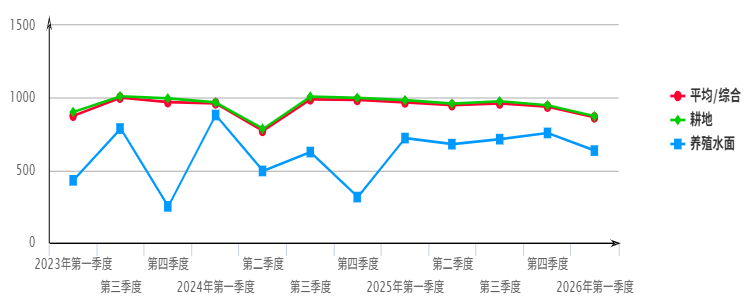 1500
1000
500
0
平均/综合
耕地
养殖水面
2023年第一季度
第三季度
第四季度
2024年第一季度
第二季度
第三季度
第四季度
2025年第一季度
第二季度
第三季度
第四季度
2026年第一季度